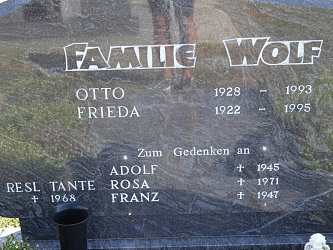 FAMILIE WOLF
OTTO 1928 - 1993
FRIEDA 1922 - 1995
Zum Gedenken an
ADOLF + 1945
RESL TANTE ROSA + 1971
+ 1968 FRANZ + 1947